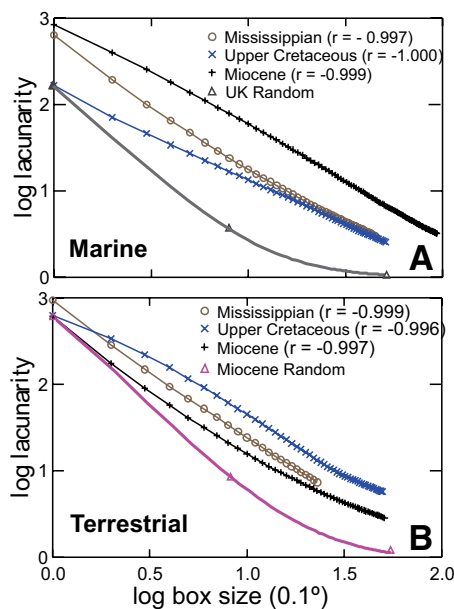 3
Mississippian (r = - 0.997)
Upper Cretaceous (r = -1.000)
Miocene (r = -0.999)
UK Random
2
log lacunarity
1
Marine
A
0
3
Mississippian (r = -0.999)
Upper Cretaceous (r = -0.996)
Miocene (r = -0.997)
Miocene Random
2
log lacunarity
1
Terrestrial
B
0
0.0 0.5 1.0 1.5 2.0
log box size (0.1º)